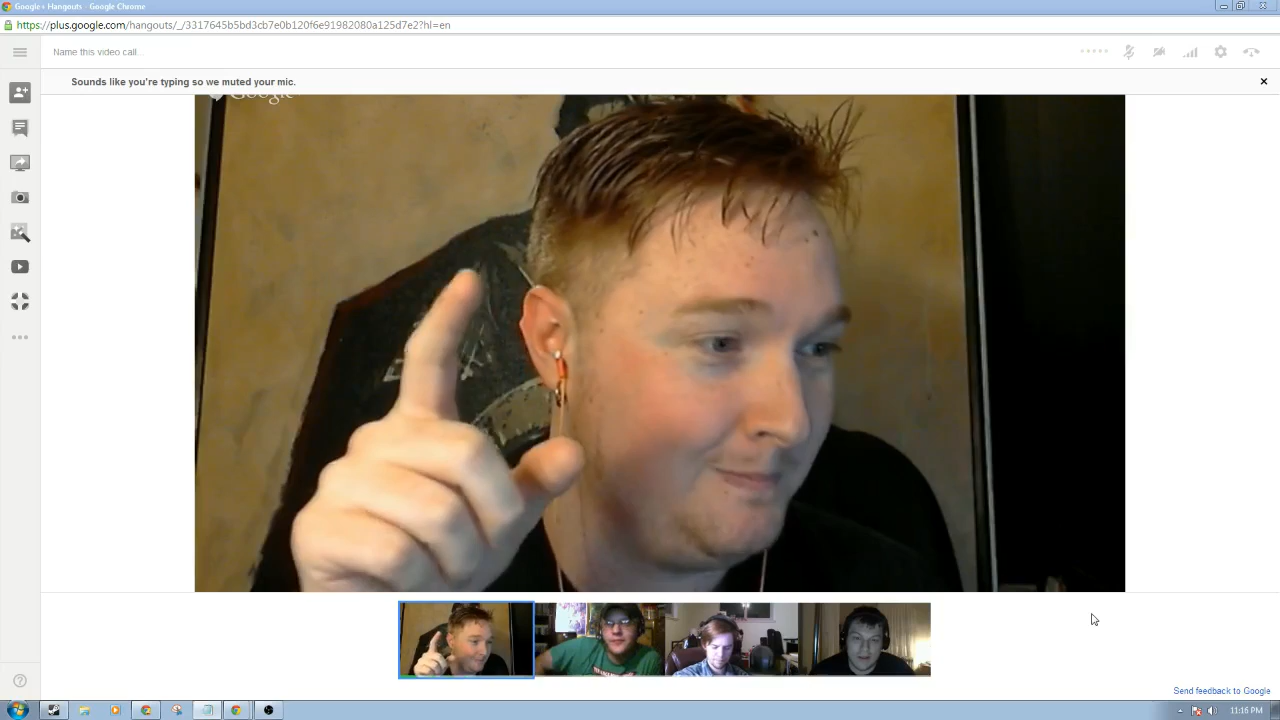 Google+ Hangouts - Google Chrome
https://plus.google.com/hangouts/_/3317645b5bd3cb7e0b120f6e91982080a125d7e2?hl=en
Name this video call...
Sounds like you're typing so we muted your mic.
Google
Send feedback to Google
11:16 PM